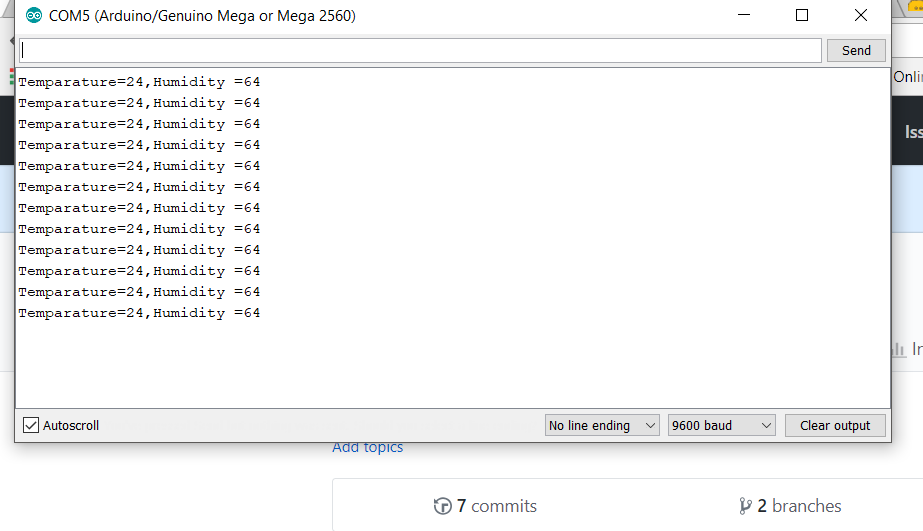 COM5 (Arduino/Genuino Mega or Mega 2560)
Send
Temparature=24,Humidity =64
Temparature=24,Humidity =64
Temparature=24,Humidity =64
Temparature=24,Humidity =64
Temparature=24,Humidity =64
Temparature=24,Humidity =64
Temparature=24,Humidity =64
Temparature=24,Humidity =64
Temparature=24,Humidity =64
Temparature=24,Humidity =64
Temparature=24,Humidity =64
Temparature=24,Humidity =64
Autoscroll No line ending 9600 baud Clear output
Add topics
7 commits 2 branches